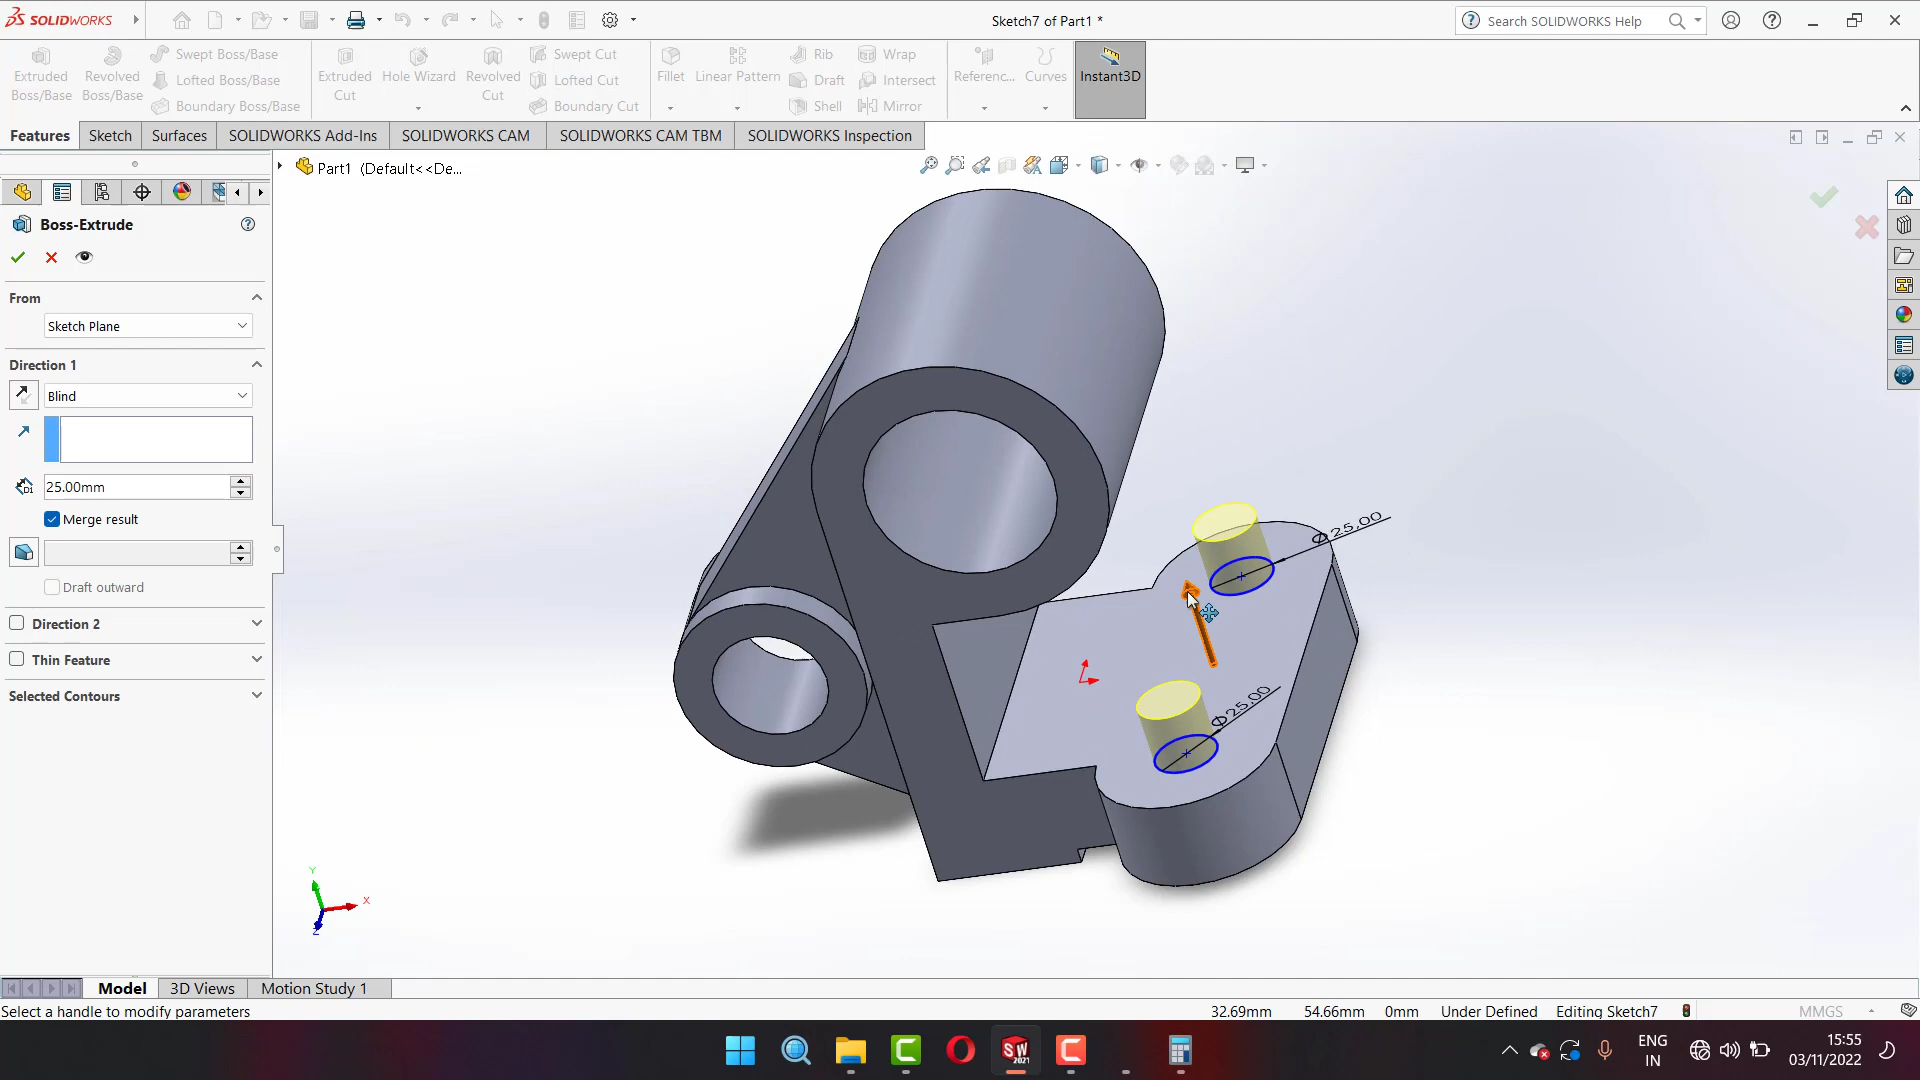 SOLIDWORKS
Sketch7 of Part1 *
Search SOLIDWORKS Help
Extruded Boss/Base
Revolved Boss/Base
Swept Boss/Base
Lofted Boss/Base
Boundary Boss/Base
Extruded Cut
Hole Wizard
Revolved Cut
Swept Cut
Lofted Cut
Boundary Cut
Fillet
Linear Pattern
Rib
Draft
Shell
Wrap
Intersect
Mirror
Referenc...
Curves
Instant3D
Features
Sketch
Surfaces
SOLIDWORKS Add-Ins
SOLIDWORKS CAM
SOLIDWORKS CAM TBM
SOLIDWORKS Inspection
Part1 (Default<<De...
Boss-Extrude
From
Sketch Plane
Direction 1
Blind
D1
25.00mm
Merge result
Draft outward
Direction 2
Thin Feature
Selected Contours
Ø25,00
Ø25,00
Y
X
Z
Model
3D Views
Motion Study 1
Select a handle to modify parameters
32.69mm
54.66mm
0mm
Under Defined
Editing Sketch7
MMGS
SW
2021
ENG
IN
15:55
03/11/2022